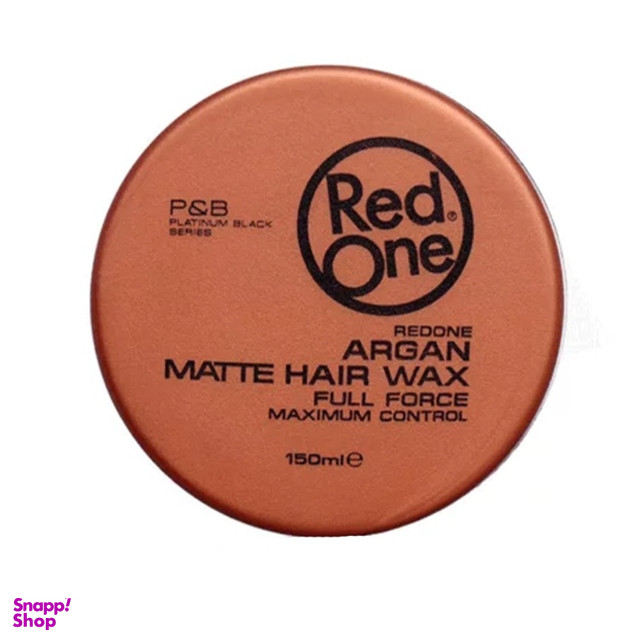 Red®
One
P&B
PLATINUM BLACK
SERIES
REDONE
ARGAN
MATTE HAIR WAX
FULL FORCE
MAXIMUM CONTROL
150ml℮
Snapp!
Shop